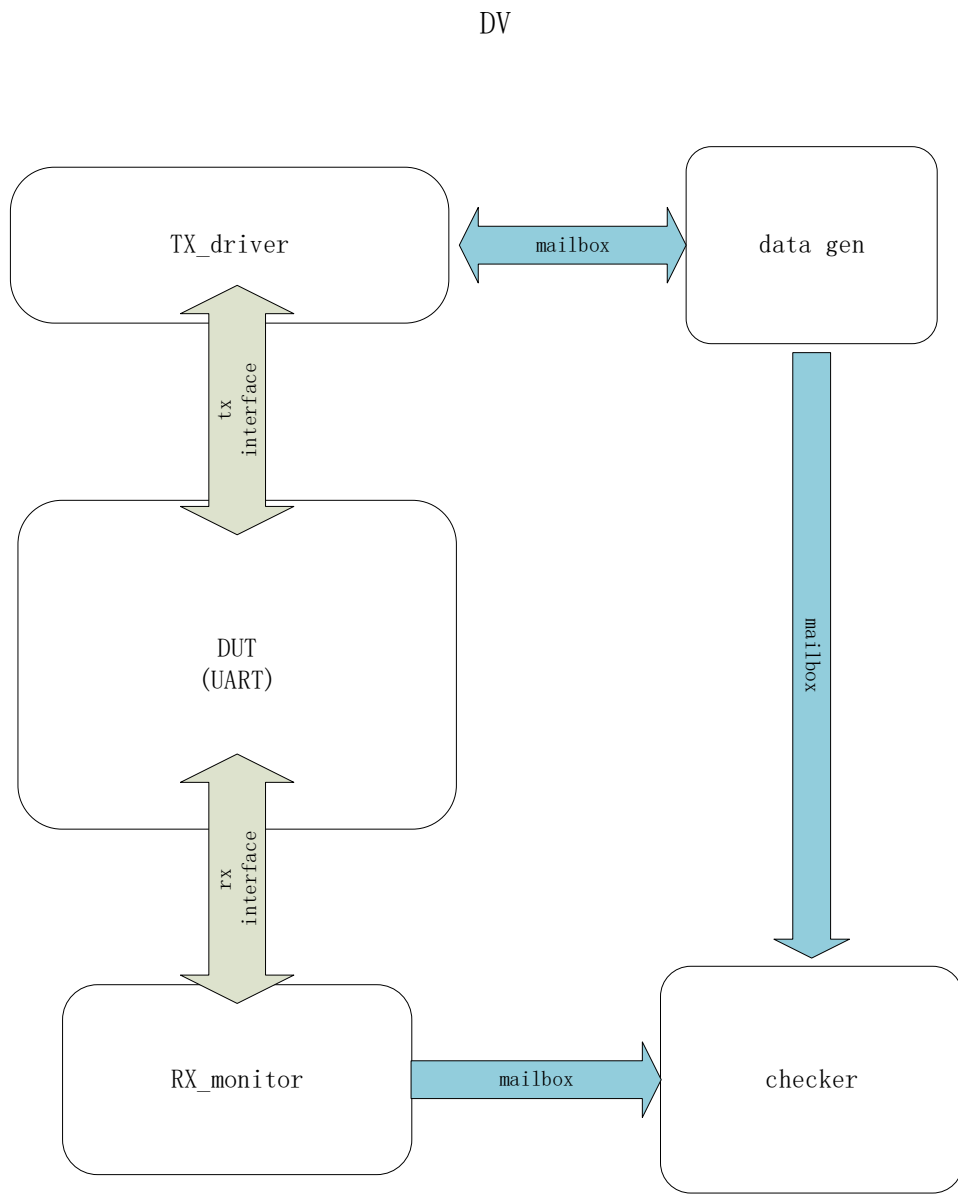 DV
TX_driver
mailbox
data gen
tx
interface
DUT
(UART)
mailbox
rx
interface
RX_monitor
mailbox
checker